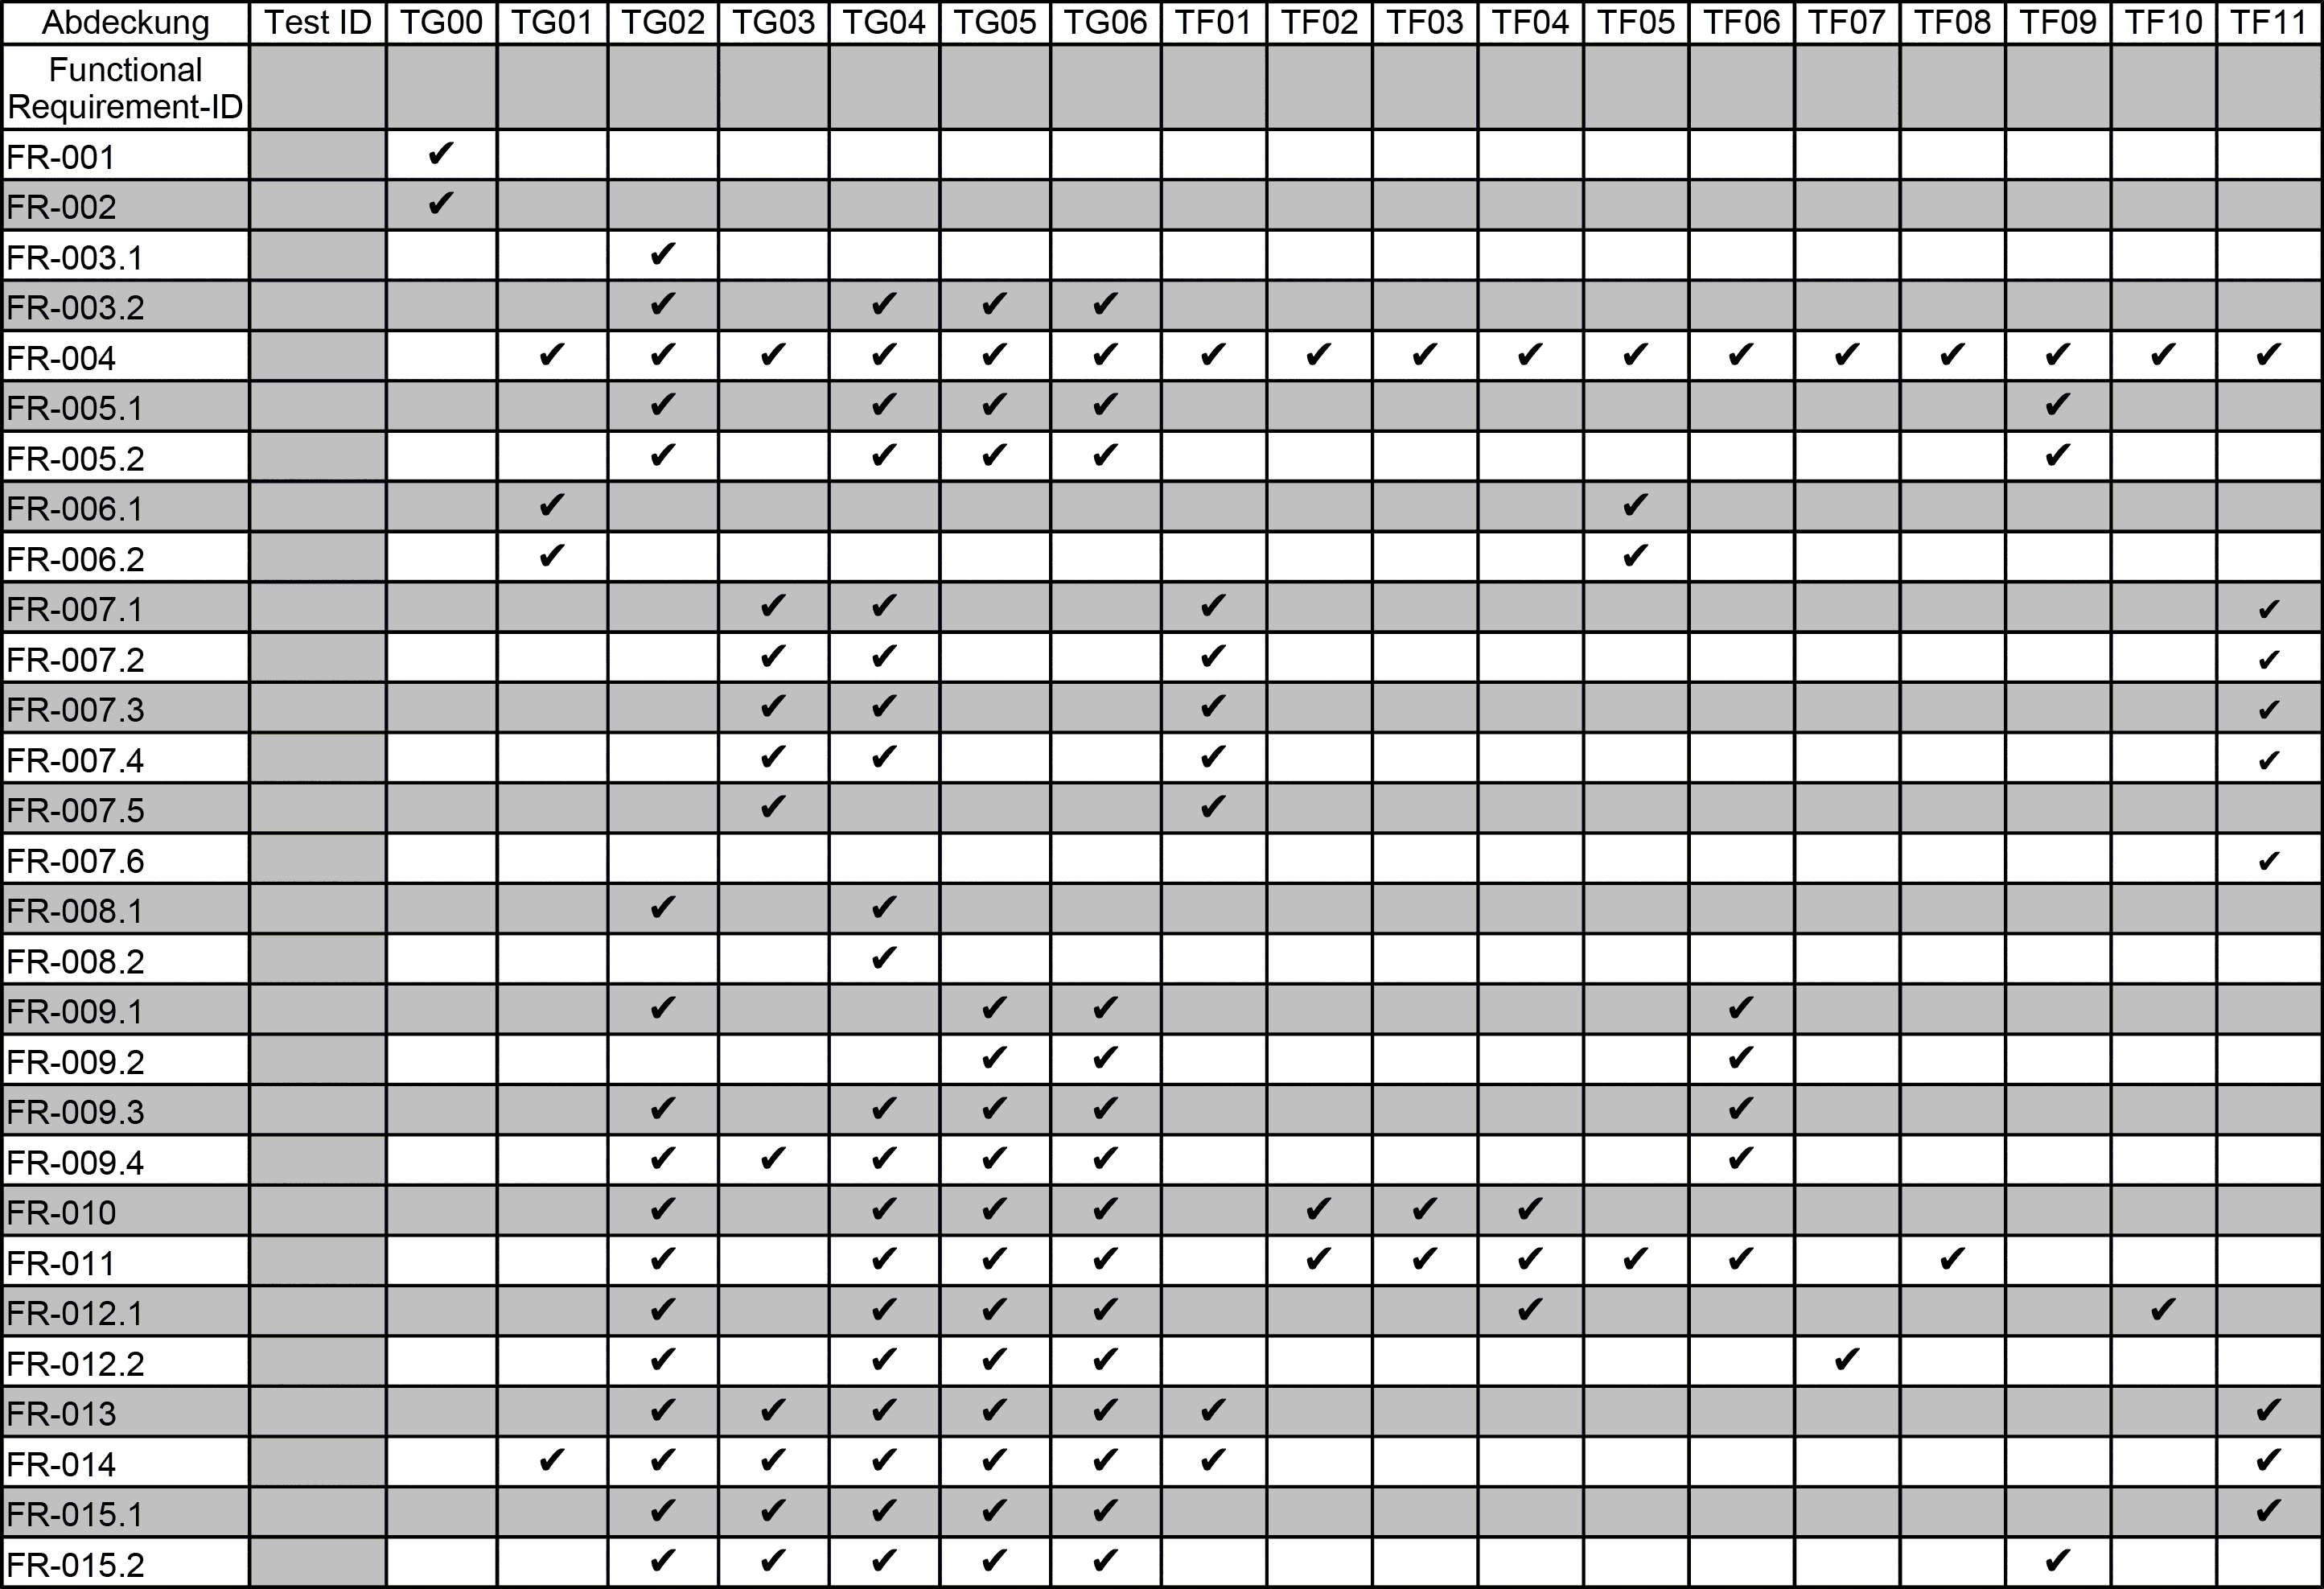 Abdeckung Test ID TG00 TG01 TG02 TG03 TG04 TG05 TG06 TF01 TF02 TF03 TF04 TF05 TF06 TF07 TF08 TF09 TF10 TF11
Functional
Requirement-ID
FR-001 ✔
FR-002 ✔
FR-003.1 ✔
FR-003.2 ✔ ✔ ✔ ✔
FR-004 ✔ ✔ ✔ ✔ ✔ ✔ ✔ ✔ ✔ ✔ ✔ ✔ ✔ ✔ ✔ ✔ ✔
FR-005.1 ✔ ✔ ✔ ✔ ✔
FR-005.2 ✔ ✔ ✔ ✔ ✔
FR-006.1 ✔ ✔
FR-006.2 ✔ ✔
FR-007.1 ✔ ✔ ✔ ✔
FR-007.2 ✔ ✔ ✔ ✔
FR-007.3 ✔ ✔ ✔ ✔
FR-007.4 ✔ ✔ ✔ ✔
FR-007.5 ✔ ✔
FR-007.6 ✔
FR-008.1 ✔ ✔
FR-008.2 ✔
FR-009.1 ✔ ✔ ✔ ✔
FR-009.2 ✔ ✔ ✔
FR-009.3 ✔ ✔ ✔ ✔ ✔
FR-009.4 ✔ ✔ ✔ ✔ ✔ ✔
FR-010 ✔ ✔ ✔ ✔ ✔ ✔ ✔
FR-011 ✔ ✔ ✔ ✔ ✔ ✔ ✔ ✔ ✔ ✔
FR-012.1 ✔ ✔ ✔ ✔ ✔ ✔
FR-012.2 ✔ ✔ ✔ ✔ ✔
FR-013 ✔ ✔ ✔ ✔ ✔ ✔ ✔
FR-014 ✔ ✔ ✔ ✔ ✔ ✔ ✔ ✔
FR-015.1 ✔ ✔ ✔ ✔ ✔ ✔
FR-015.2 ✔ ✔ ✔ ✔ ✔ ✔